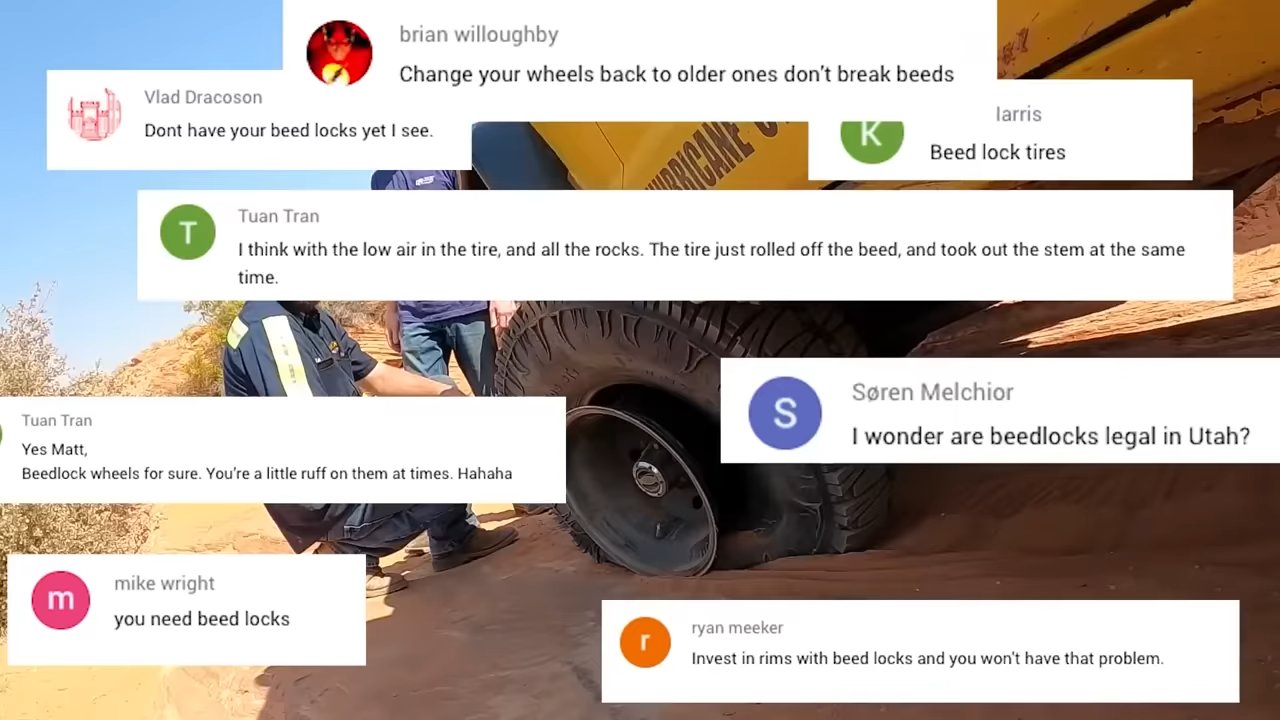 brian willoughby
Change your wheels back to older ones don't break beeds
Vlad Dracoson
Dont have your beed locks yet I see.
larris
K
Beed lock tires
HURRICANE
T
Tuan Tran
I think with the low air in the tire, and all the rocks. The tire just rolled off the beed, and took out the stem at the same
time.
S
Søren Melchior
I wonder are beedlocks legal in Utah?
Tuan Tran
Yes Matt,
Beedlock wheels for sure. You're a little ruff on them at times. Hahaha
m
mike wright
you need beed locks
r
ryan meeker
Invest in rims with beed locks and you won't have that problem.